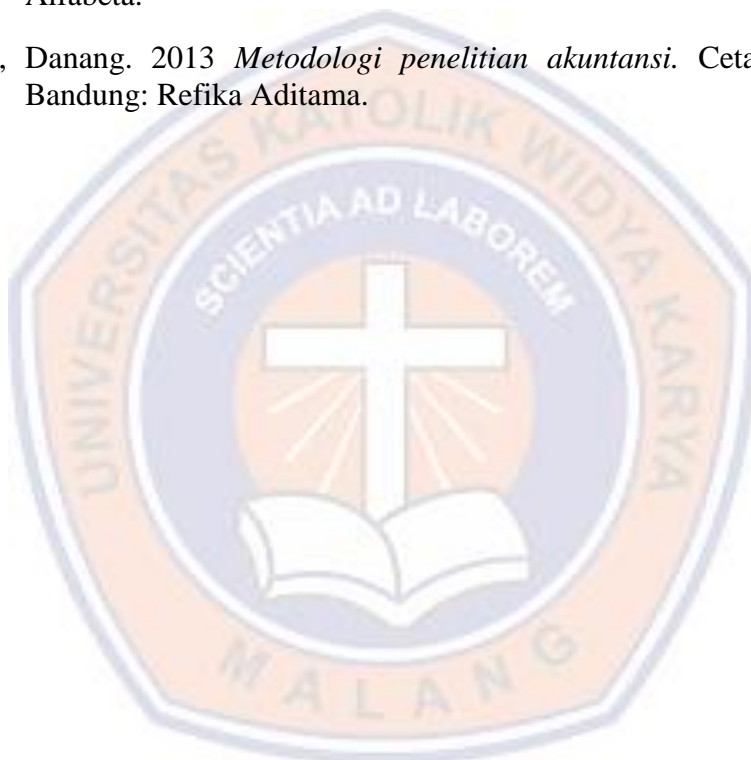 Alfabeta.
, Danang. 2013 Metodologi penelitian akuntansi. Ceta
Bandung: Refika Aditama.
UNIVERSITAS KATOLIK WIDYA KARYA
SCIENTIA AD LABOREM
MALANG